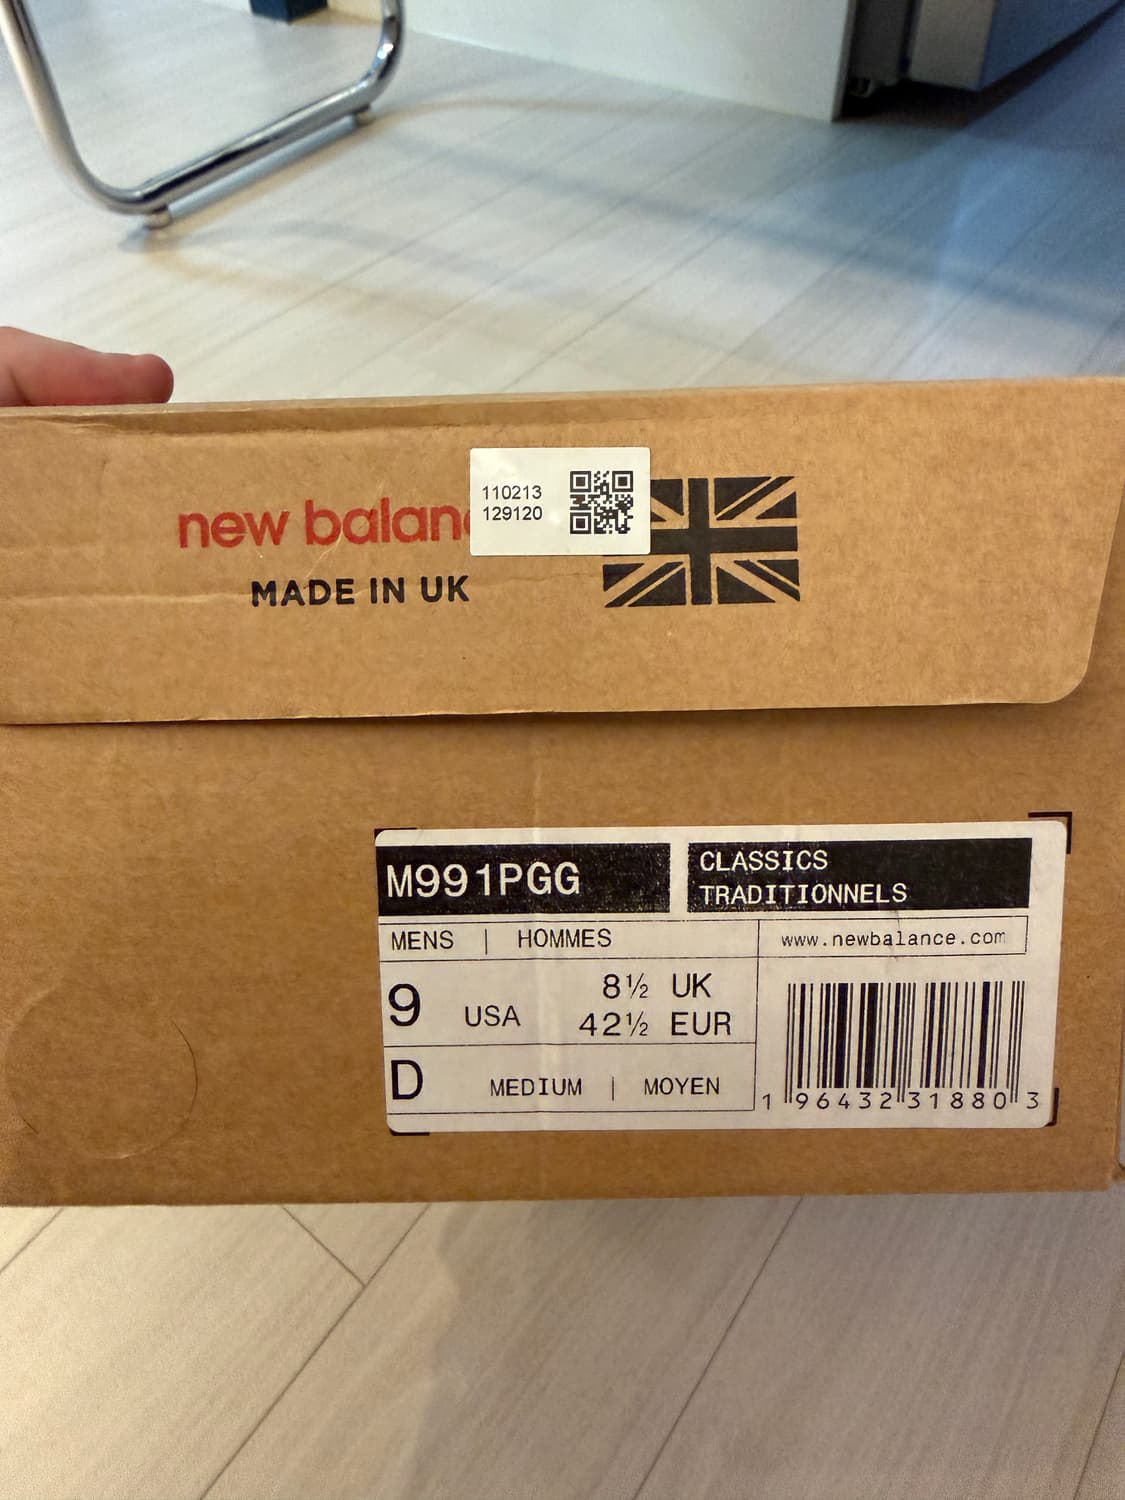 new balanc
110213
129120
MADE IN UK
M991PGG
CLASSICS
TRADITIONNELS
MENS | HOMMES
www.newbalance.com
9 USA 8½ UK
42½ EUR
D MEDIUM | MOYEN
1 96432 31880 3